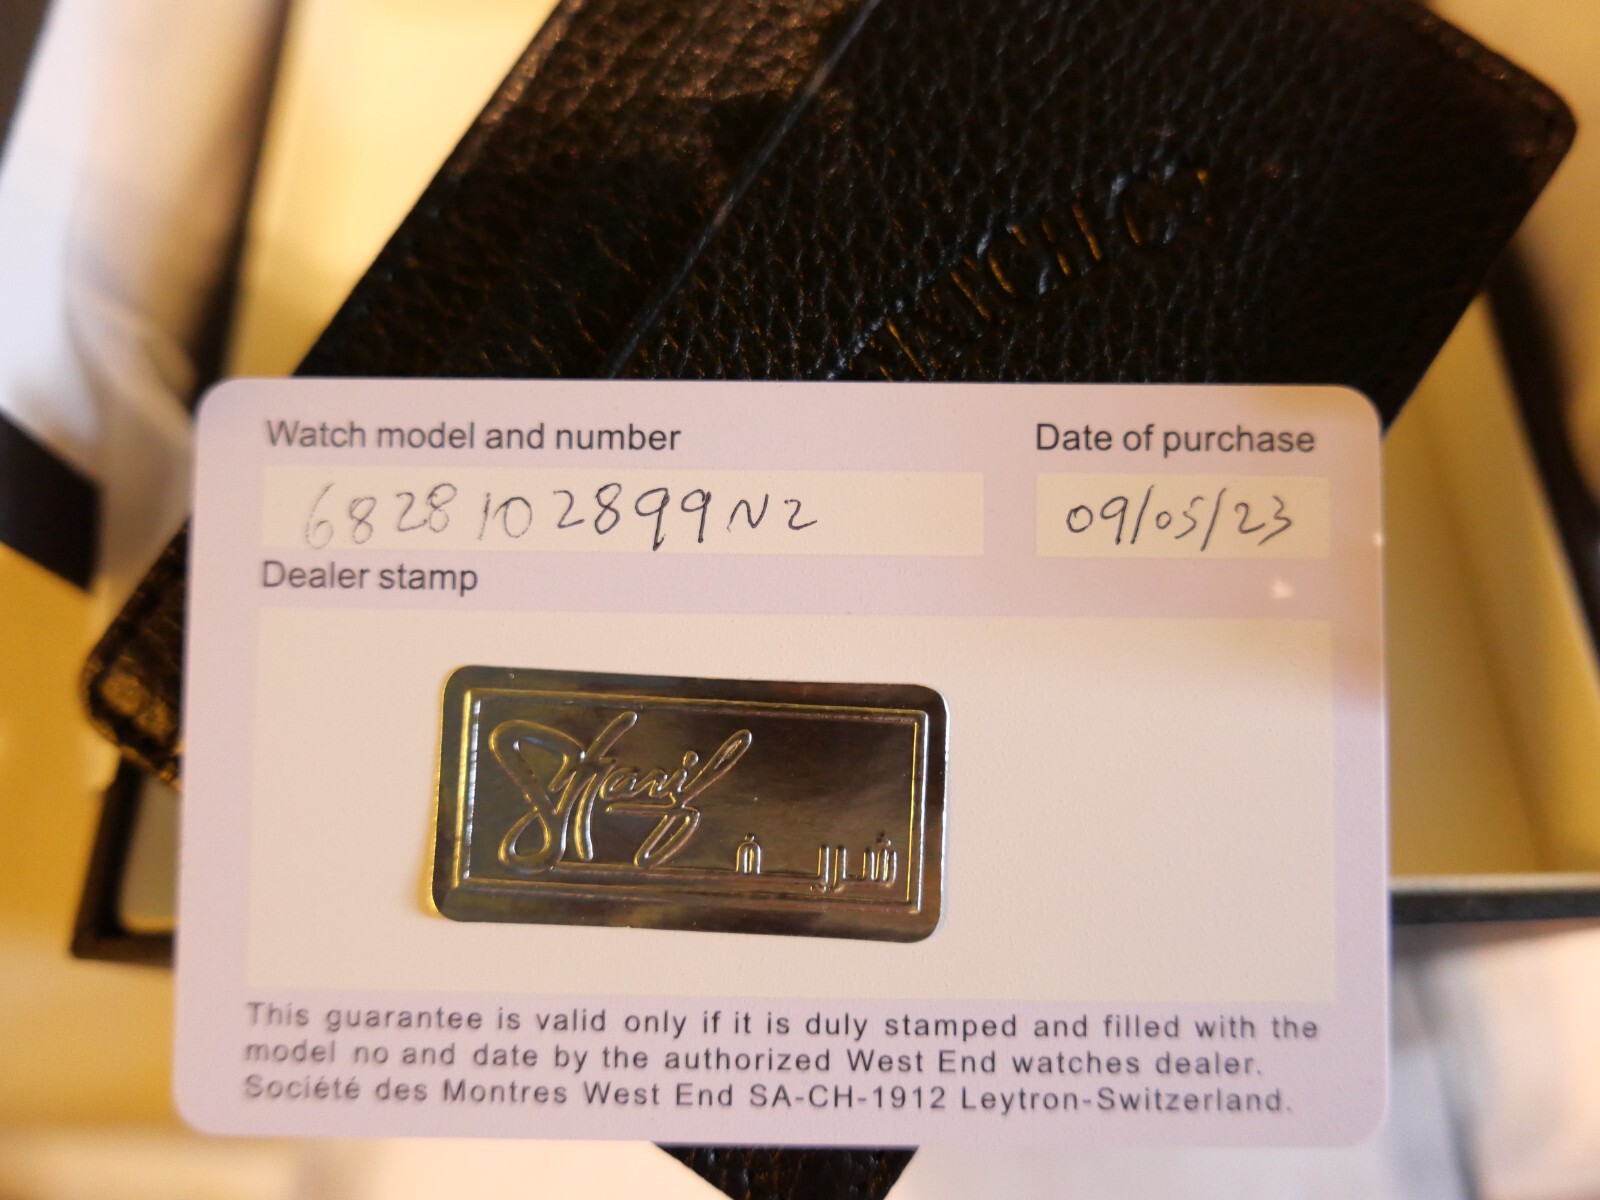 WATCH Co
Watch model and number
Date of purchase
6828102899N2
09/05/23
Dealer stamp
Sharif
شريف
This guarantee is valid only if it is duly stamped and filled with the
model no and date by the authorized West End watches dealer.
Société des Montres West End SA-CH-1912 Leytron-Switzerland.